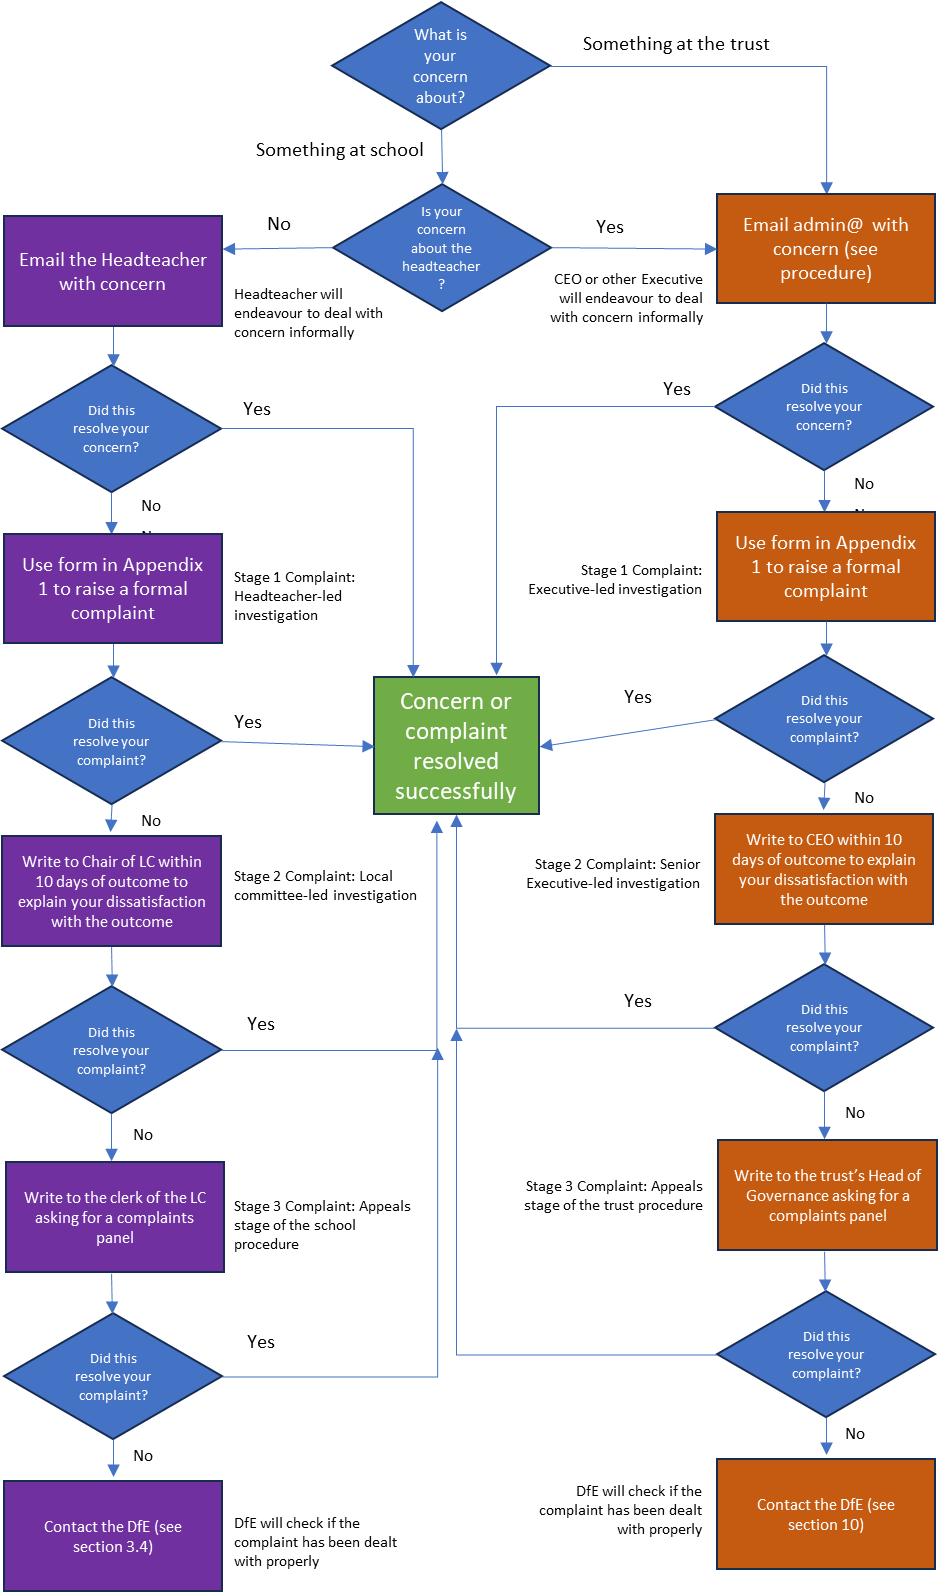 What is
your
concern
about?
Something at the trust
Something at school
Is your
concern
about the
headteacher
?
No
Yes
Email the Headteacher
with concern
Headteacher will
endeavour to deal with
concern informally
CEO or other Executive
will endeavour to deal
with concern informally
Email admin@  with
concern (see
procedure)
Did this
resolve your
concern?
Yes
No
Yes
Did this
resolve your
concern?
No
Use form in Appendix
1 to raise a formal
complaint
Stage 1 Complaint:
Headteacher-led
investigation
Stage 1 Complaint:
Executive-led investigation
Use form in Appendix
1 to raise a formal
complaint
Did this
resolve your
complaint?
Yes
No
Concern or
complaint
resolved
successfully
Yes
Did this
resolve your
complaint?
No
Write to Chair of LC within
10 days of outcome to
explain your dissatisfaction
with the outcome
Stage 2 Complaint: Local
committee-led investigation
Stage 2 Complaint: Senior
Executive-led investigation
Write to CEO within 10
days of outcome to explain
your dissatisfaction with
the outcome
Did this
resolve your
complaint?
Yes
No
Yes
Did this
resolve your
complaint?
No
Write to the clerk of the LC
asking for a complaints
panel
Stage 3 Complaint: Appeals
stage of the school
procedure
Stage 3 Complaint: Appeals
stage of the trust procedure
Write to the trust’s Head of
Governance asking for a
complaints panel
Did this
resolve your
complaint?
Yes
No
Did this
resolve your
complaint?
No
Contact the DfE (see
section 3.4)
DfE will check if the
complaint has been dealt
with properly
DfE will check if the
complaint has been dealt
with properly
Contact the DfE (see
section 10)